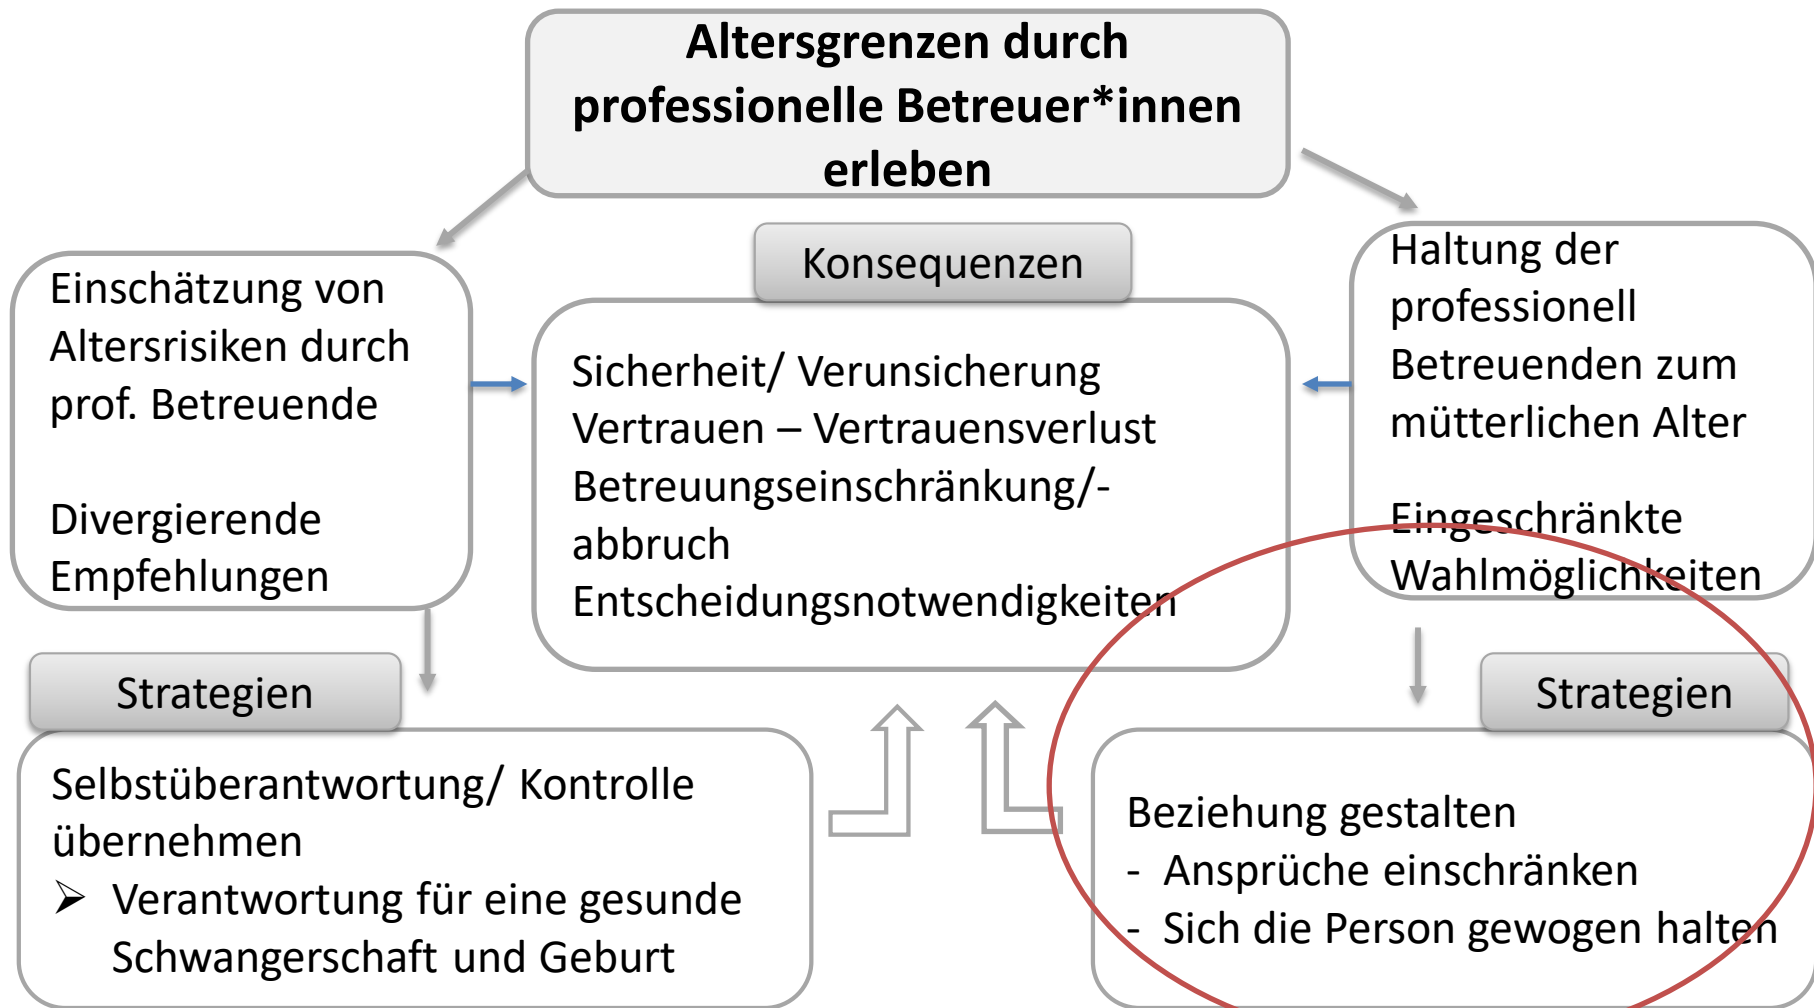 Altersgrenzen durch
professionelle Betreuer*innen
erleben
Einschätzung von
Altersrisiken durch
prof. Betreuende
Divergierende
Empfehlungen
Konsequenzen
Sicherheit/ Verunsicherung
Vertrauen – Vertrauensverlust
Betreuungseinschränkung/-
abbruch
Entscheidungsnotwendigkeiten
Haltung der
professionell
Betreuenden zum
mütterlichen Alter
Eingeschränkte
Wahlmöglichkeiten
Strategien
Selbstüberantwortung/ Kontrolle
übernehmen
➢ Verantwortung für eine gesunde
Schwangerschaft und Geburt
Strategien
Beziehung gestalten
- Ansprüche einschränken
- Sich die Person gewogen halten